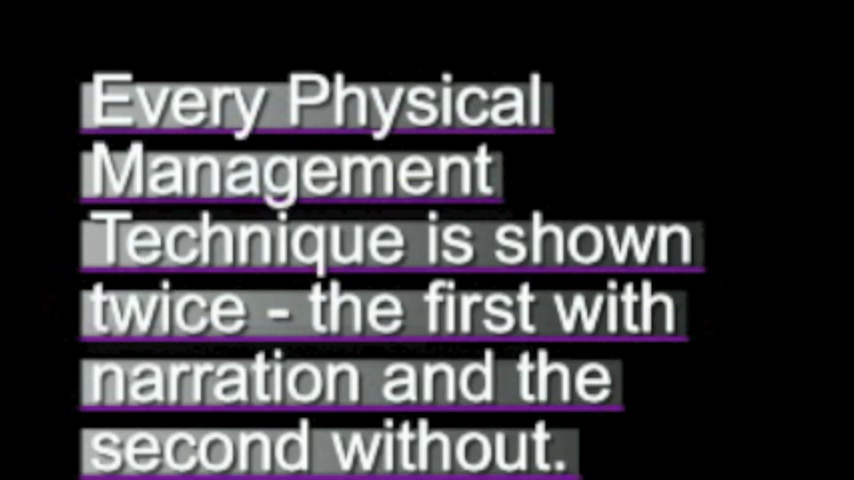 Every Physical
Management
Technique is shown
twice - the first with
narration and the
second without.